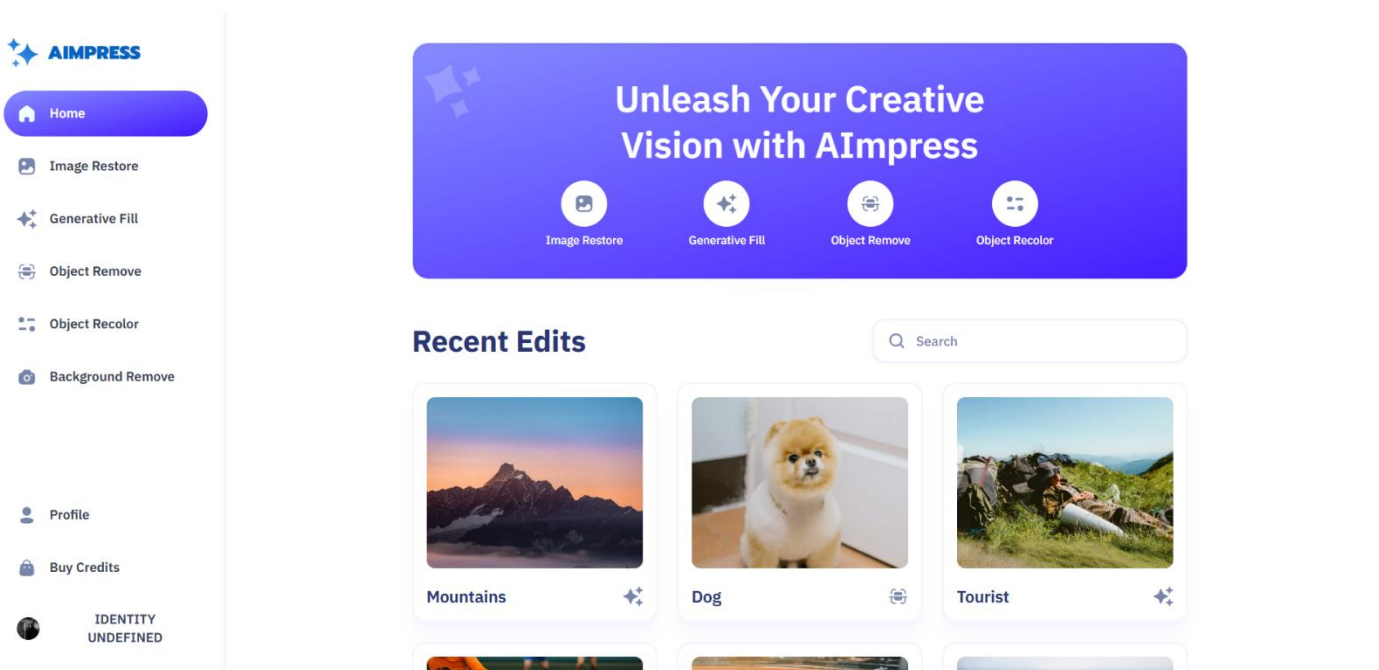 AIMPRESS
Home
Image Restore
Generative Fill
Object Remove
Object Recolor
Background Remove
Profile
Buy Credits
IDENTITY
UNDEFINED
Unleash Your Creative
Vision with AImpress
Image Restore
Generative Fill
Object Remove
Object Recolor
Recent Edits
Search
Mountains
Dog
Tourist